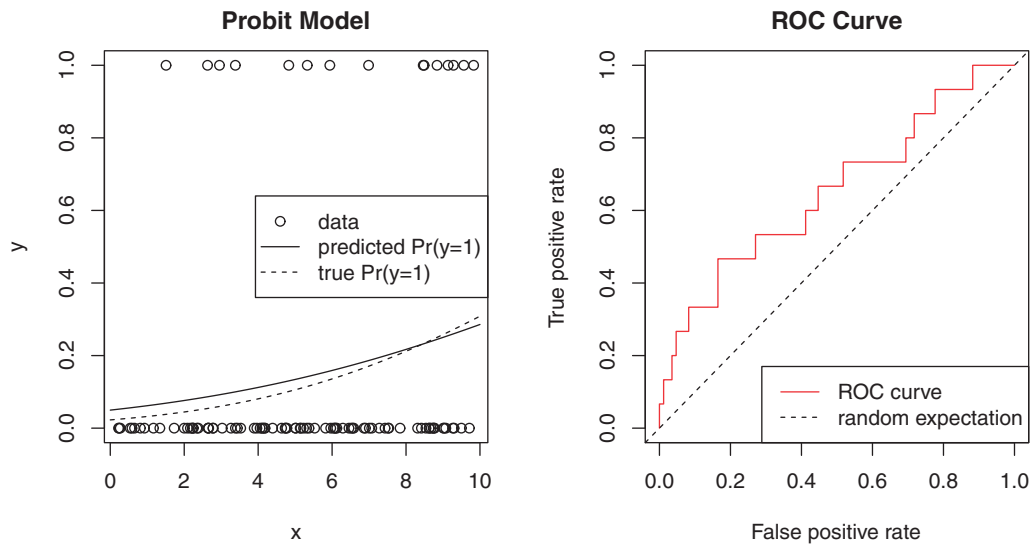 Probit Model
1.0
0.8
0.6
0.4
0.2
0.0
y
data
predicted Pr(y=1)
true Pr(y=1)
0 2 4 6 8 10
x
ROC Curve
1.0
0.8
0.6
0.4
0.2
0.0
True positive rate
ROC curve
random expectation
0.0 0.2 0.4 0.6 0.8 1.0
False positive rate